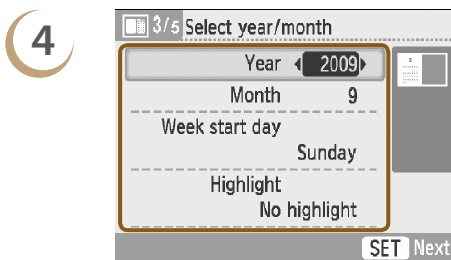 4
3/5 Select year/month
Year 2009
Month 9
Week start day
Sunday
Highlight
No highlight
SET Next